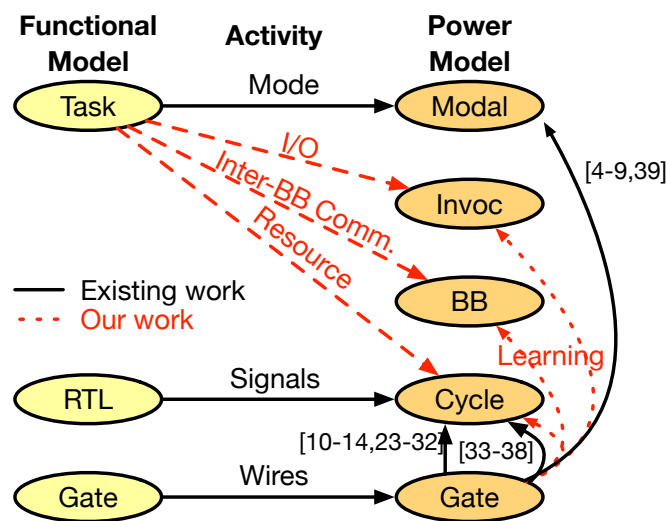 Functional
Model
Activity
Power
Model
Task
Mode
Modal
I/O
[4-9,39]
Inter-BB Comm.
Invoc
Resource
Existing work
BB
Our work
Learning
RTL
Signals
Cycle
[10-14,23-32]
[33-38]
Gate
Wires
Gate